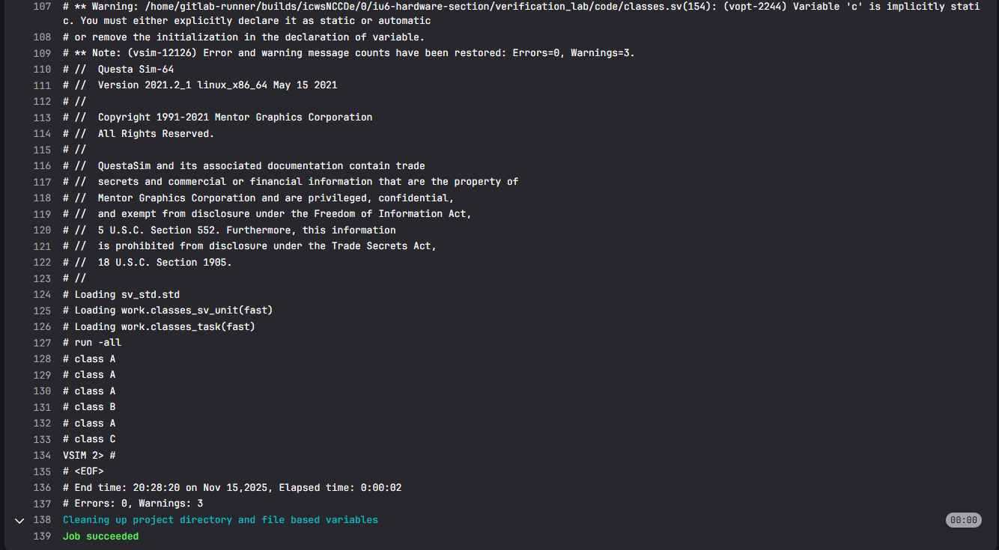 107 # ** Warning: /home/gitlab-runner/builds/icwsNCCDe/0/iu6-hardware-section/verification_lab/code/classes.sv(154): (vopt-2244) Variable 'c' is implicitly stati
c. You must either explicitly declare it as static or automatic
108 # or remove the initialization in the declaration of variable.
109 # ** Note: (vsim-12126) Error and warning message counts have been restored: Errors=0, Warnings=3.
110 # //  Questa Sim-64
111 # //  Version 2021.2_1 linux_x86_64 May 15 2021
112 # //
113 # //  Copyright 1991-2021 Mentor Graphics Corporation
114 # //  All Rights Reserved.
115 # //
116 # //  QuestaSim and its associated documentation contain trade
117 # //  secrets and commercial or financial information that are the property of
118 # //  Mentor Graphics Corporation and are privileged, confidential,
119 # //  and exempt from disclosure under the Freedom of Information Act,
120 # //  5 U.S.C. Section 552. Furthermore, this information
121 # //  is prohibited from disclosure under the Trade Secrets Act,
122 # //  18 U.S.C. Section 1905.
123 # //
124 # Loading sv_std.std
125 # Loading work.classes_sv_unit(fast)
126 # Loading work.classes_task(fast)
127 # run -all
128 # class A
129 # class A
130 # class A
131 # class B
132 # class A
133 # class C
134 VSIM 2> #
135 # <EOF>
136 # End time: 20:28:20 on Nov 15,2025, Elapsed time: 0:00:02
137 # Errors: 0, Warnings: 3
138 Cleaning up project directory and file based variables 00:00
139 Job succeeded